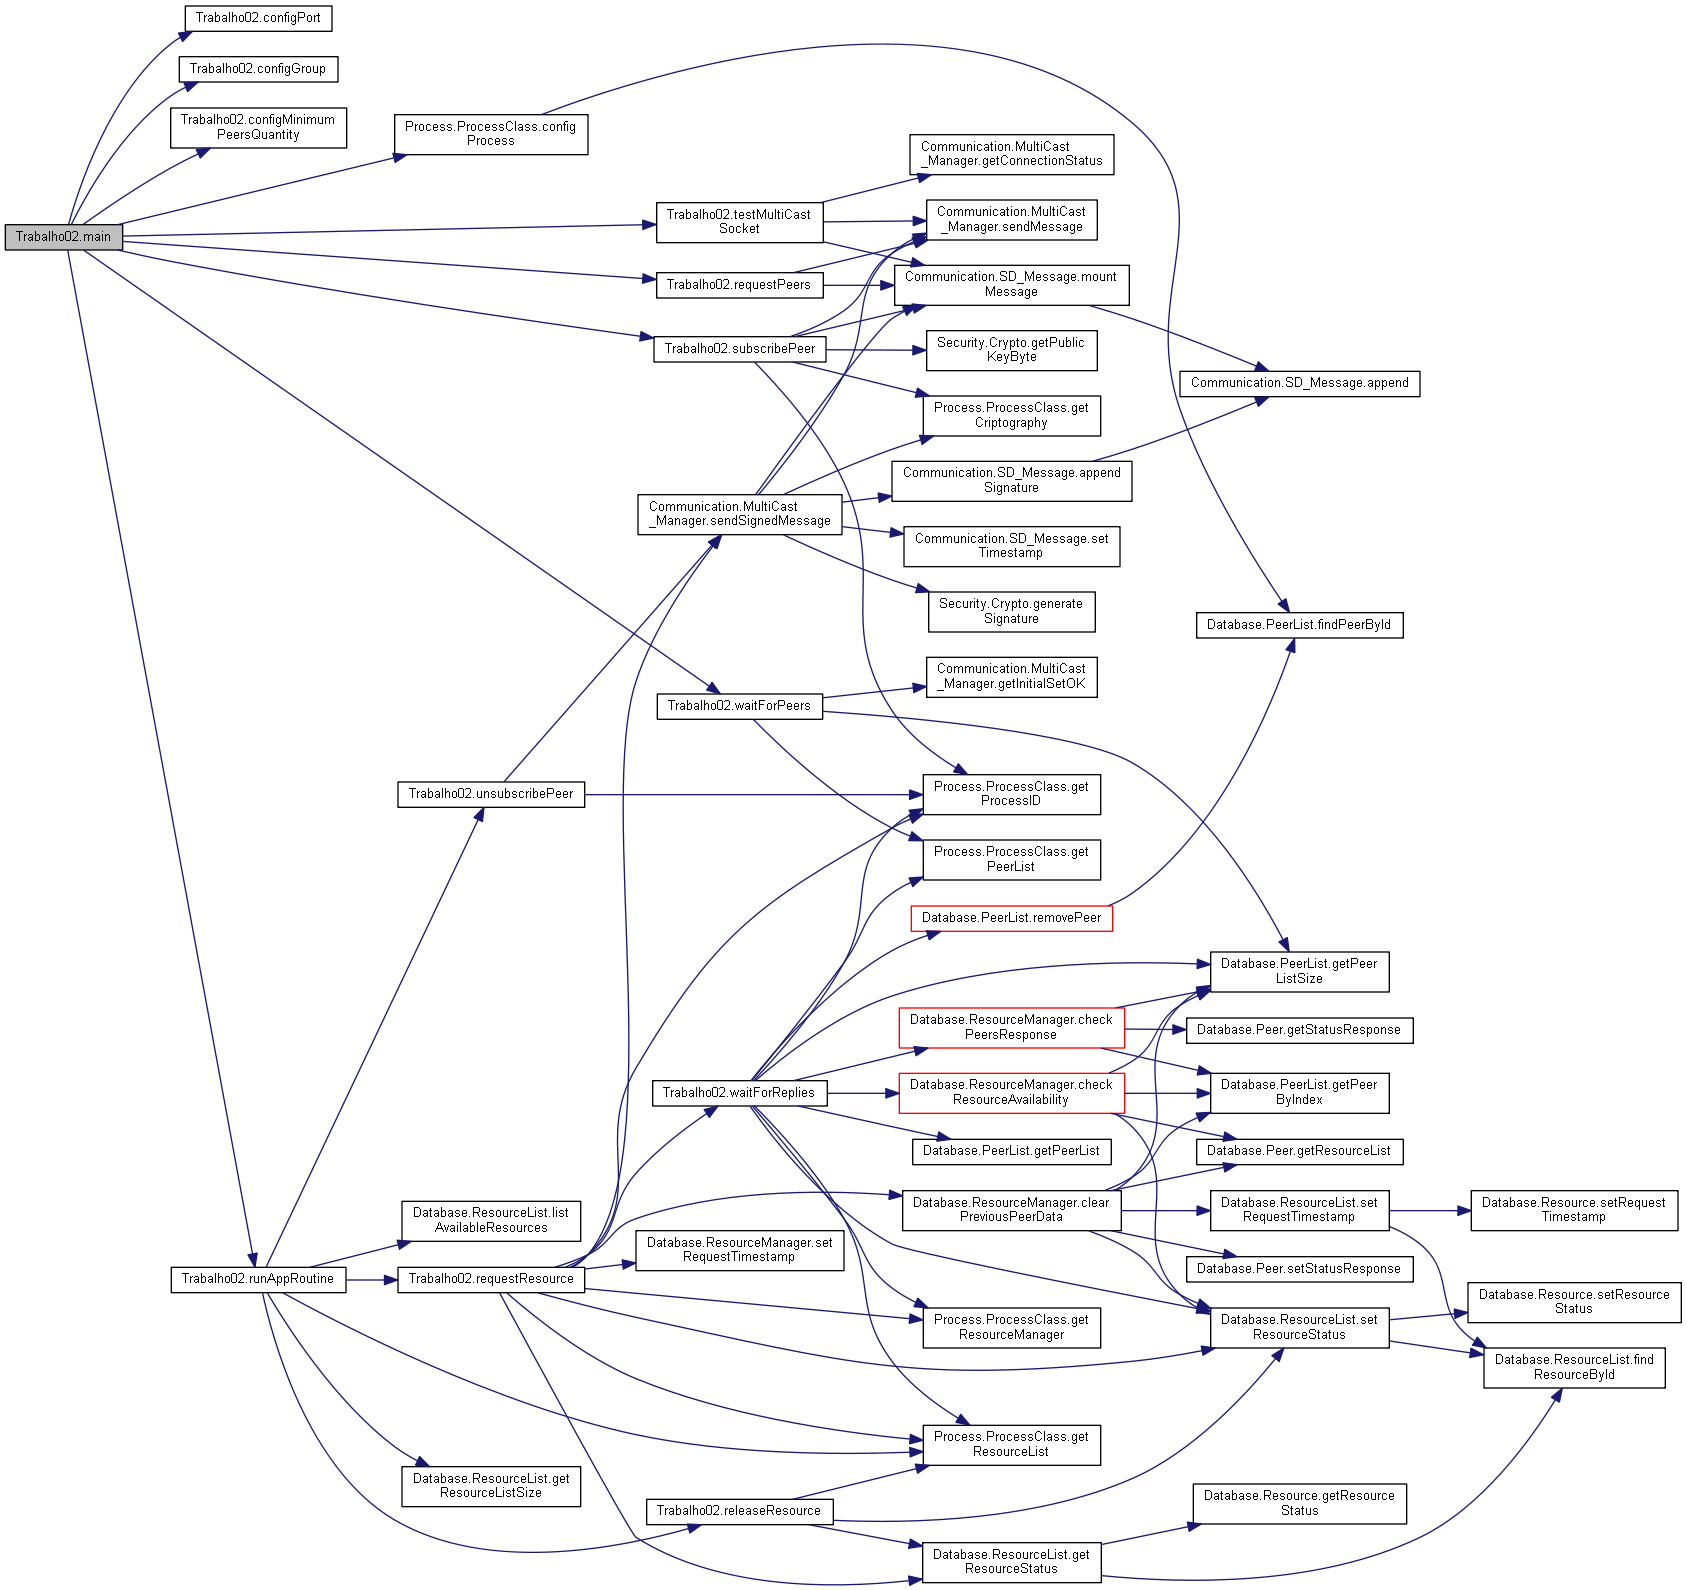 Trabalho02.configPort
Trabalho02.configGroup
Trabalho02.configMinimum
PeersQuantity
Process.ProcessClass.config
Process
Communication.MultiCast
_Manager.getConnectionStatus
Trabalho02.testMultiCast
Socket
Communication.MultiCast
_Manager.sendMessage
Trabalho02.main
Trabalho02.requestPeers
Communication.SD_Message.mount
Message
Trabalho02.subscribePeer
Security.Crypto.getPublic
KeyByte
Communication.SD_Message.append
Process.ProcessClass.get
Criptography
Communication.SD_Message.append
Signature
Communication.MultiCast
_Manager.sendSignedMessage
Communication.SD_Message.set
Timestamp
Security.Crypto.generate
Signature
Database.PeerList.findPeerById
Communication.MultiCast
_Manager.getInitialSetOK
Trabalho02.waitForPeers
Trabalho02.unsubscribePeer
Process.ProcessClass.get
ProcessID
Process.ProcessClass.get
PeerList
Database.PeerList.removePeer
Database.PeerList.getPeer
ListSize
Database.ResourceManager.check
PeersResponse
Database.Peer.getStatusResponse
Trabalho02.waitForReplies
Database.ResourceManager.check
ResourceAvailability
Database.PeerList.getPeer
ByIndex
Database.PeerList.getPeerList
Database.Peer.getResourceList
Database.ResourceList.list
AvailableResources
Database.ResourceManager.clear
PreviousPeerData
Database.ResourceList.set
RequestTimestamp
Database.Resource.setRequest
Timestamp
Database.ResourceManager.set
RequestTimestamp
Database.Peer.setStatusResponse
Trabalho02.runAppRoutine
Trabalho02.requestResource
Database.Resource.setResource
Status
Process.ProcessClass.get
ResourceManager
Database.ResourceList.set
ResourceStatus
Database.ResourceList.find
ResourceById
Process.ProcessClass.get
ResourceList
Database.ResourceList.get
ResourceListSize
Trabalho02.releaseResource
Database.Resource.getResource
Status
Database.ResourceList.get
ResourceStatus